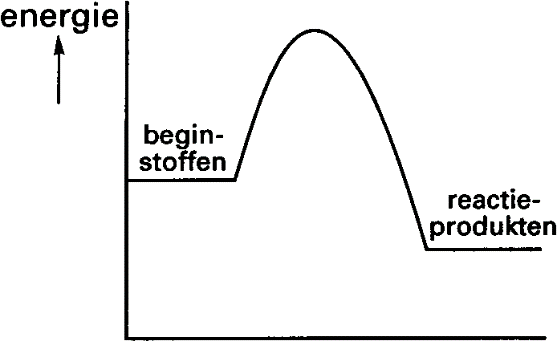 energie
begin-
stoffen
reactie-
produkten